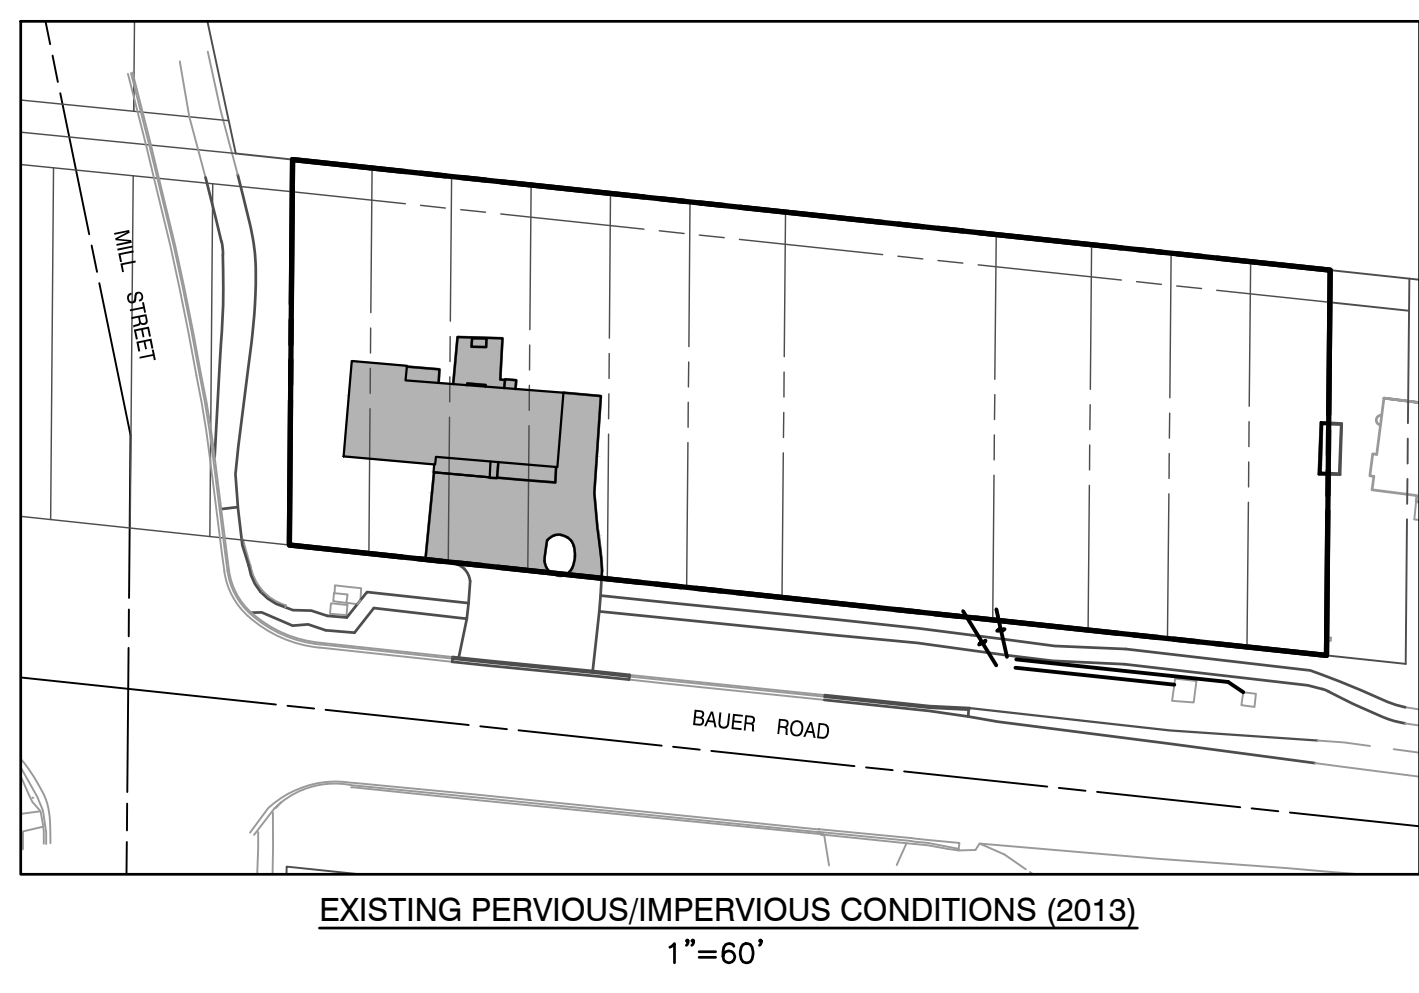 MILL STREET
BAUER ROAD
EXISTING PERVIOUS/IMPERVIOUS CONDITIONS (2013)
1"=60'